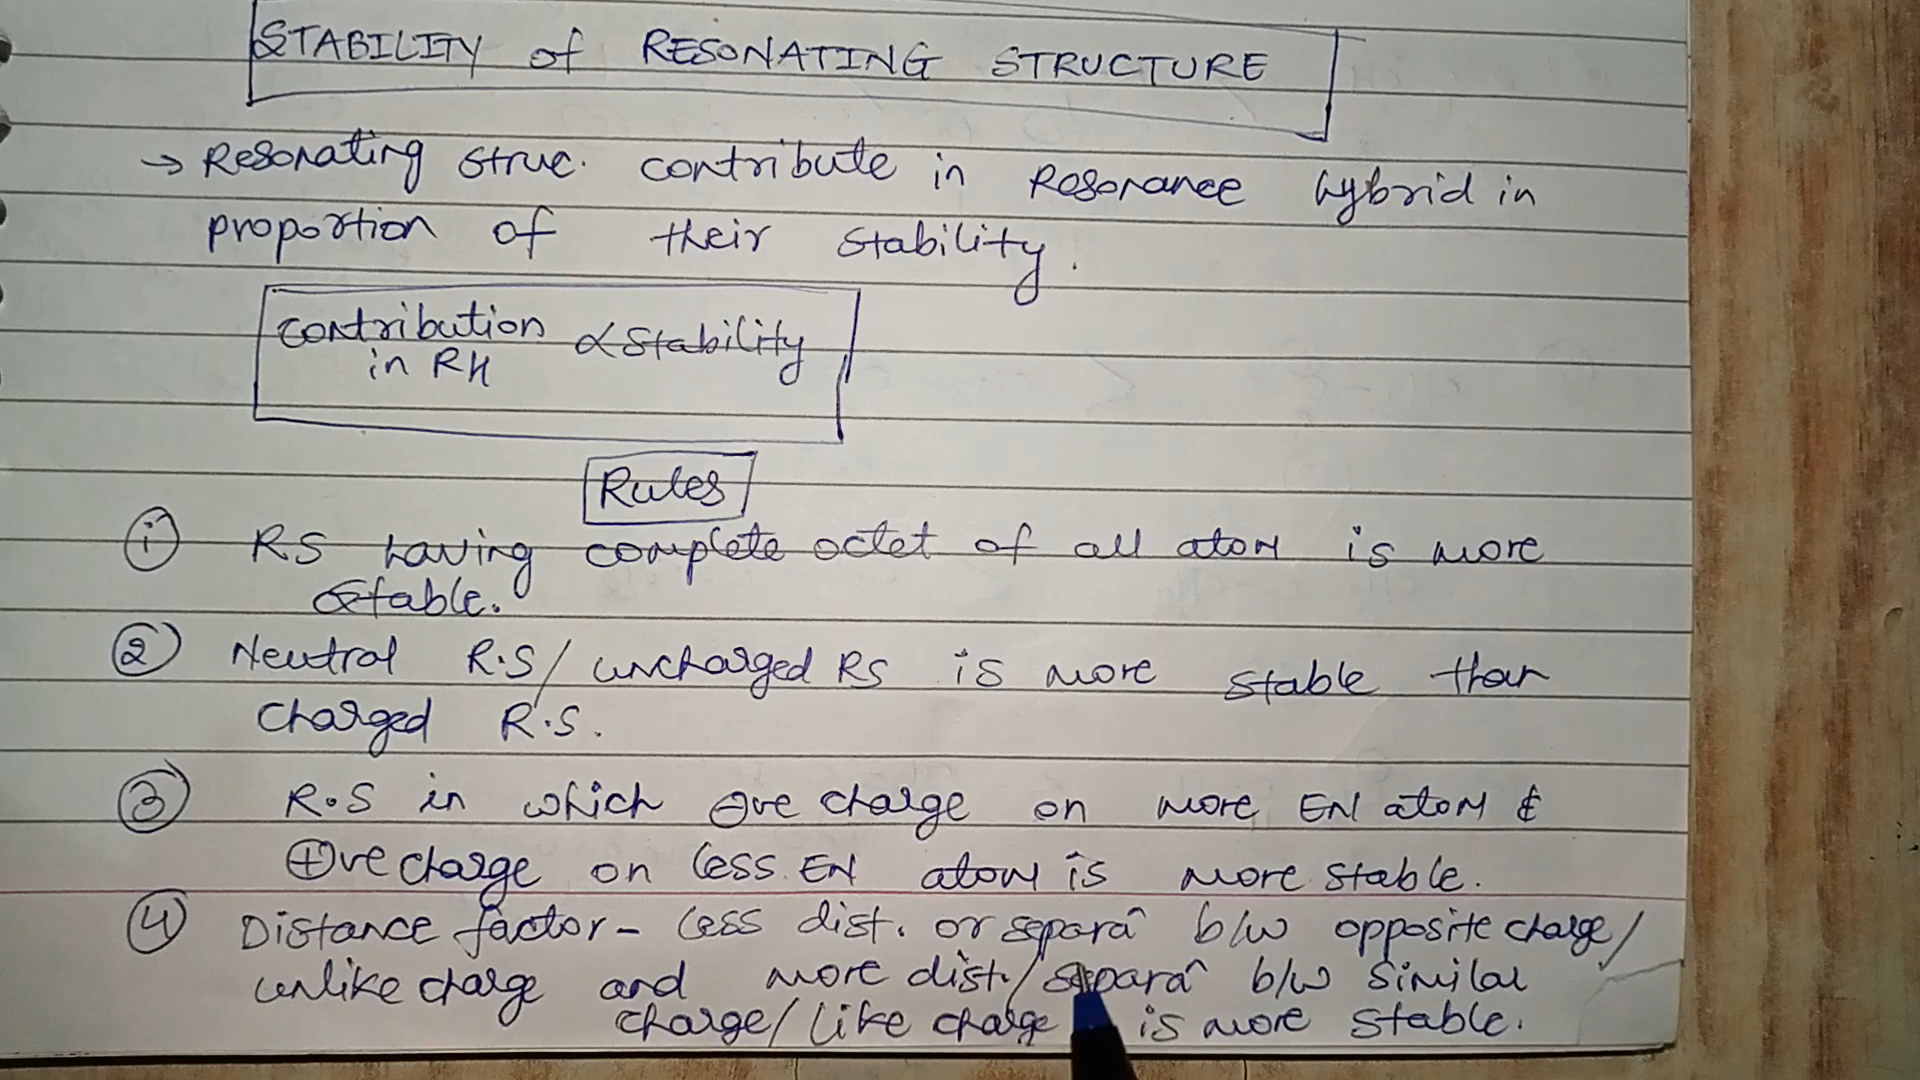 STABILITY of RESONATING STRUCTURE
→ Resonating struc. contribute in Resonance hybrid in
proportion of their stability.
contribution ∝ stability
in RH
Rules
(i) RS having complete octet of all atom is more
stable.
(2) Neutral R.S/ uncharged RS is more stable than
charged R.S.
(3) R.S in which ⊖ve charge on more EN atom &
⊕ve charge on less EN atom is more stable.
(4) Distance factor - less dist. or separaˆ b/w opposite charge/
unlike charge and more dist./separaˆ b/w similar
charge/like charge is more stable.